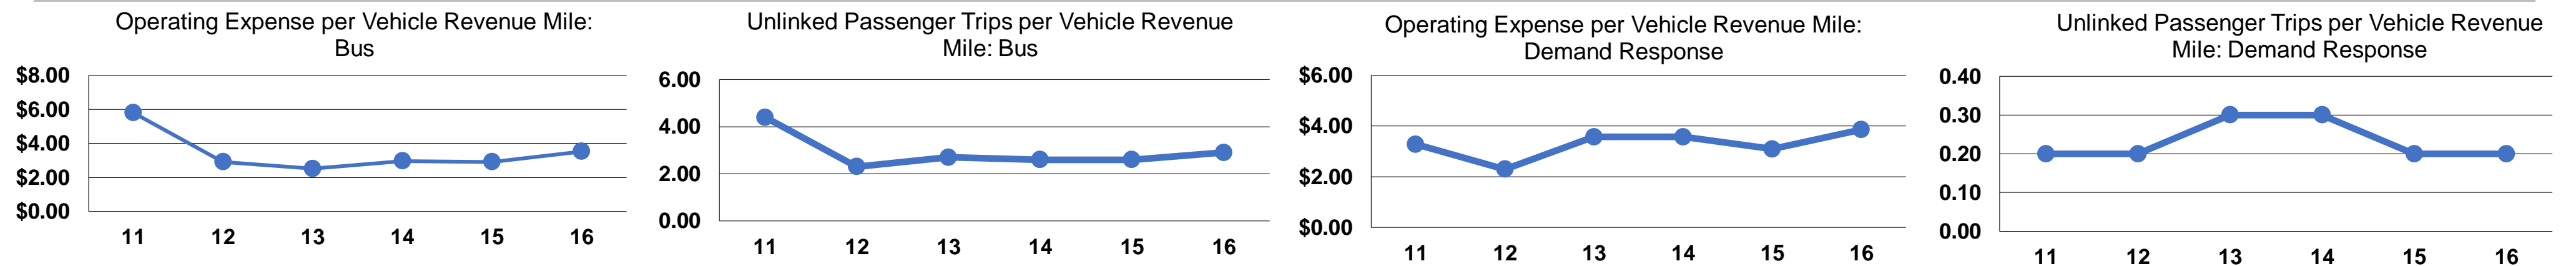 Operating Expense per Vehicle Revenue Mile:
Bus
$8.00
$6.00
$4.00
$2.00
$0.00
11 12 13 14 15 16
Unlinked Passenger Trips per Vehicle Revenue
Mile: Bus
6.00
4.00
2.00
0.00
11 12 13 14 15 16
Operating Expense per Vehicle Revenue Mile:
Demand Response
$6.00
$4.00
$2.00
$0.00
11 12 13 14 15 16
Unlinked Passenger Trips per Vehicle Revenue
Mile: Demand Response
0.40
0.30
0.20
0.10
0.00
11 12 13 14 15 16